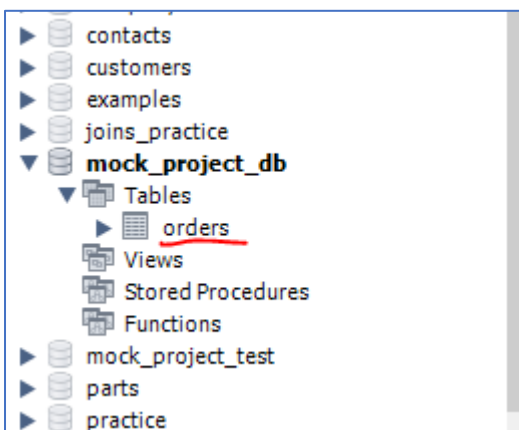 contacts
customers
examples
joins_practice
mock_project_db
Tables
orders
Views
Stored Procedures
Functions
mock_project_test
parts
practice